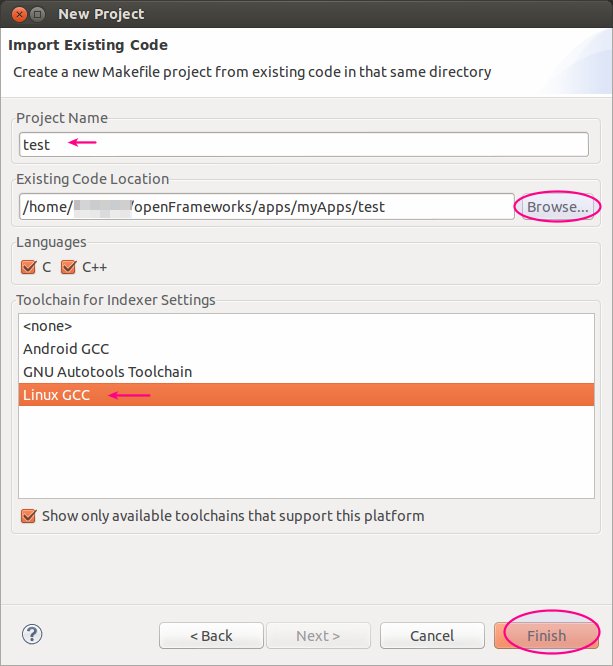 New Project
Import Existing Code
Create a new Makefile project from existing code in that same directory
Project Name
test
Existing Code Location
/home/ /openFrameworks/apps/myApps/test
Browse...
Languages
C C++
Toolchain for Indexer Settings
<none>
Android GCC
GNU Autotools Toolchain
Linux GCC
Show only available toolchains that support this platform
? < Back Next > Cancel Finish